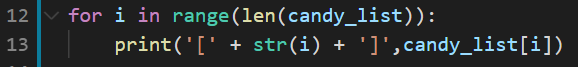 12 for i in range(len(candy_list)):
13     print('[' + str(i) + ']',candy_list[i])